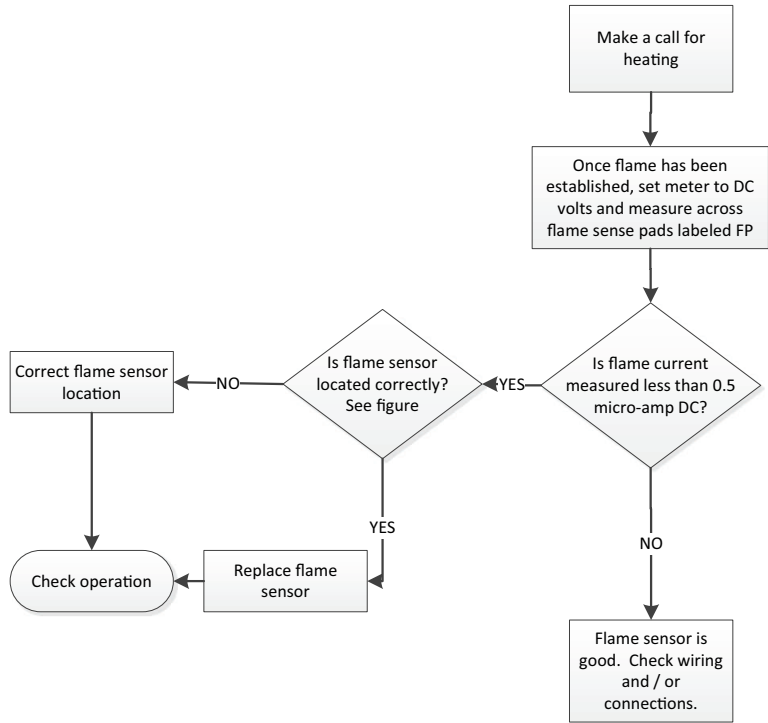 Make a call for
heating
Once flame has been
established, set meter to DC
volts and measure across
flame sense pads labeled FP
Is flame current
measured less than 0.5
micro-amp DC?
YES
Is flame sensor
located correctly?
See figure
NO
Correct flame sensor
location
YES
Replace flame
sensor
Check operation
NO
Flame sensor is
good.  Check wiring
and / or
connections.